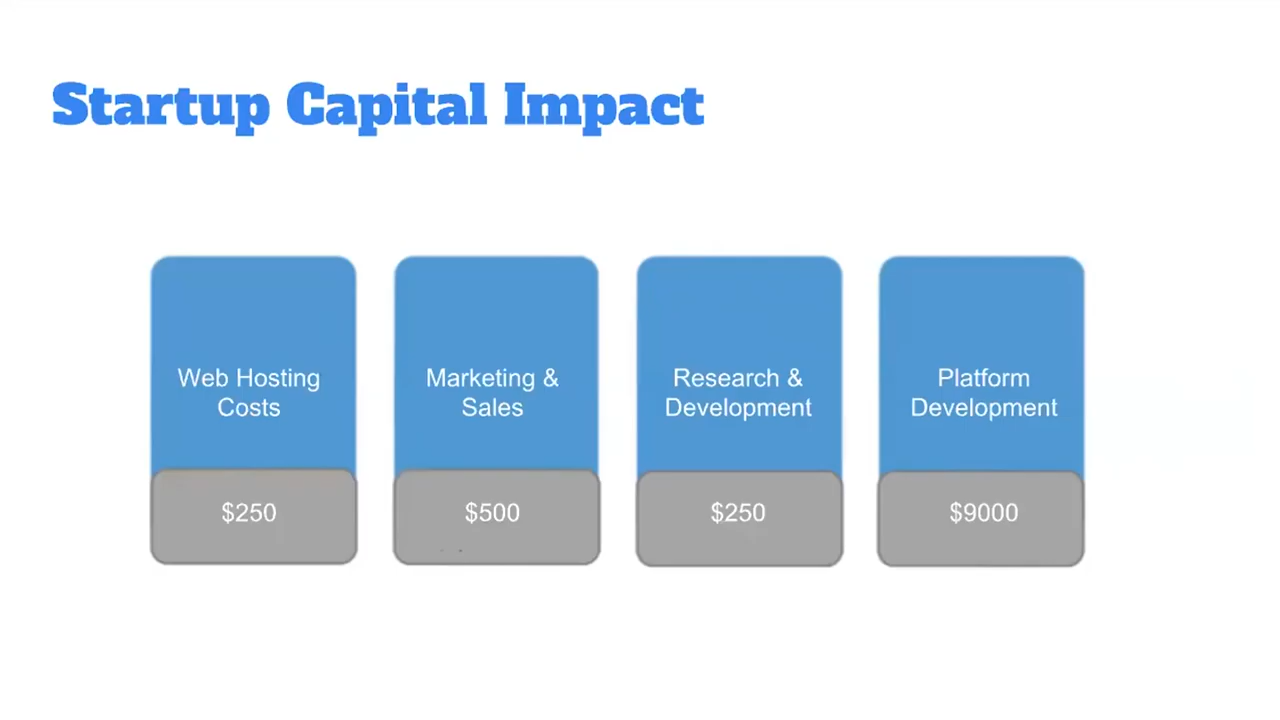 Startup Capital Impact
Web Hosting
Costs
$250
Marketing &
Sales
$500
Research &
Development
$250
Platform
Development
$9000